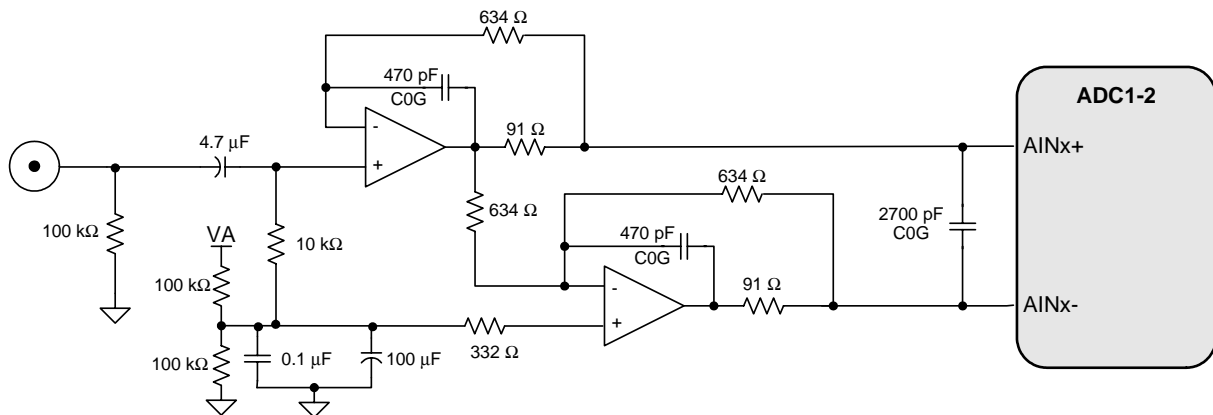 634 Ω
470 pF
C0G
ADC1-2
-
+
91 Ω
AINx+
4.7 µF
100 kΩ
VA
10 kΩ
634 Ω
634 Ω
470 pF
C0G
2700 pF
C0G
100 kΩ
-
+
91 Ω
AINx-
332 Ω
100 kΩ
0.1 µF
100 µF